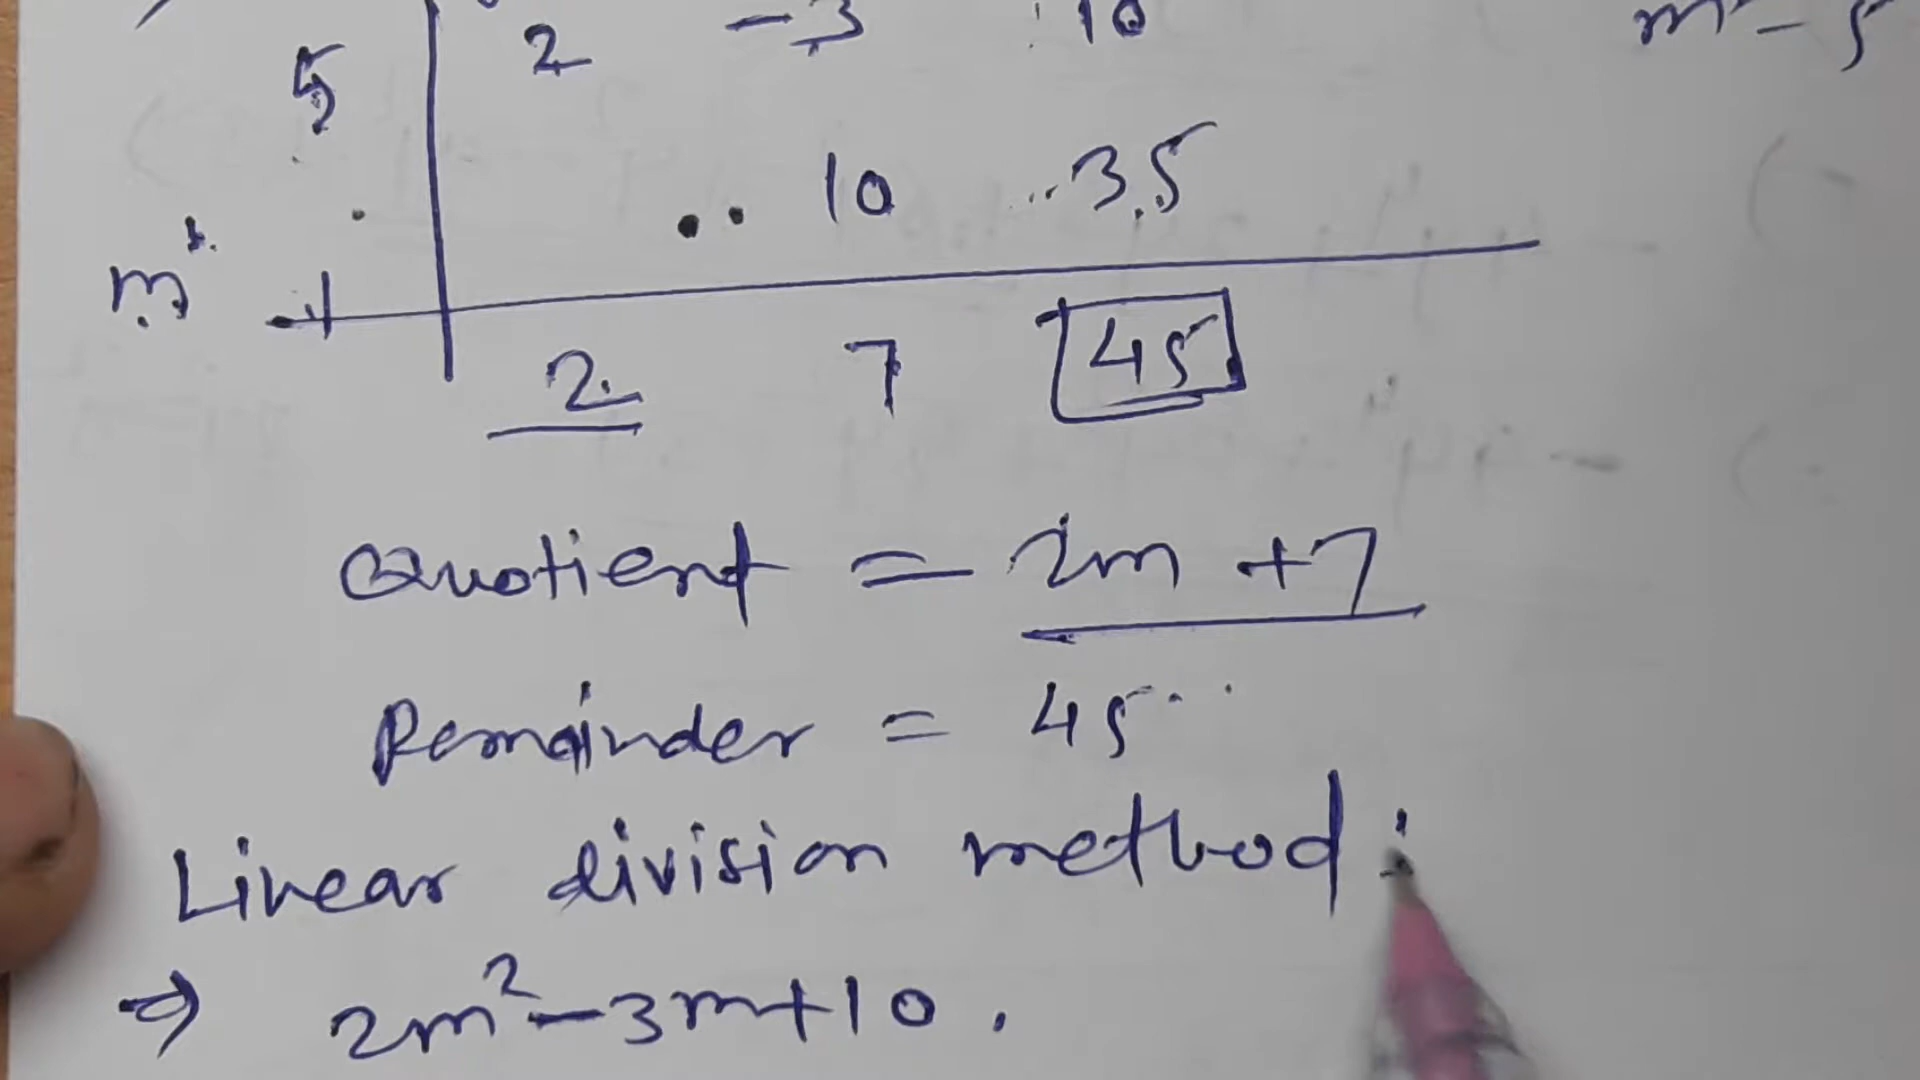 5 2 -3 10 m - 5
10 35
m
2 7 45
Quotient = 2m + 7
Remainder = 45
Linear division method :
⇒ 2m² - 3m + 10 .